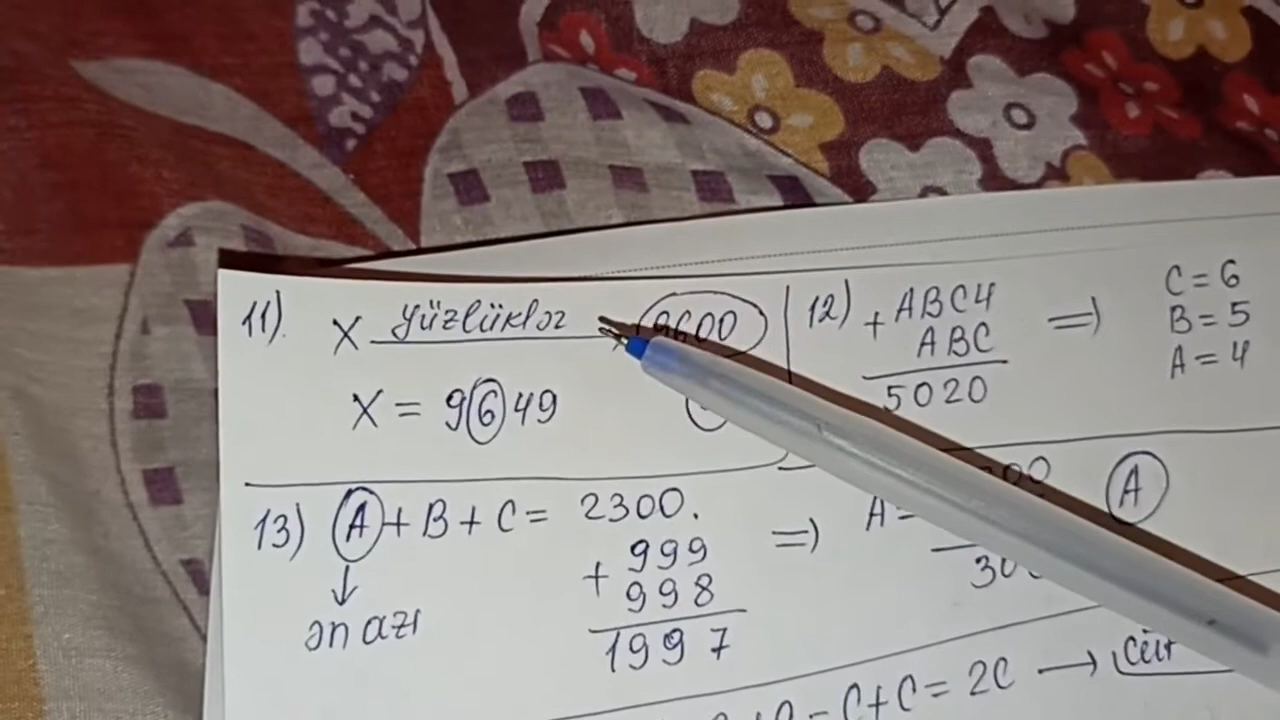 11). X yüzlüklər 9600
X = 9649
12) + ABC4 => C = 6
ABC B = 5
5020 A = 4
13) A + B + C = 2300. => A =
+ 999
998
1997
ən azı
A
C + C = 2C → cüt